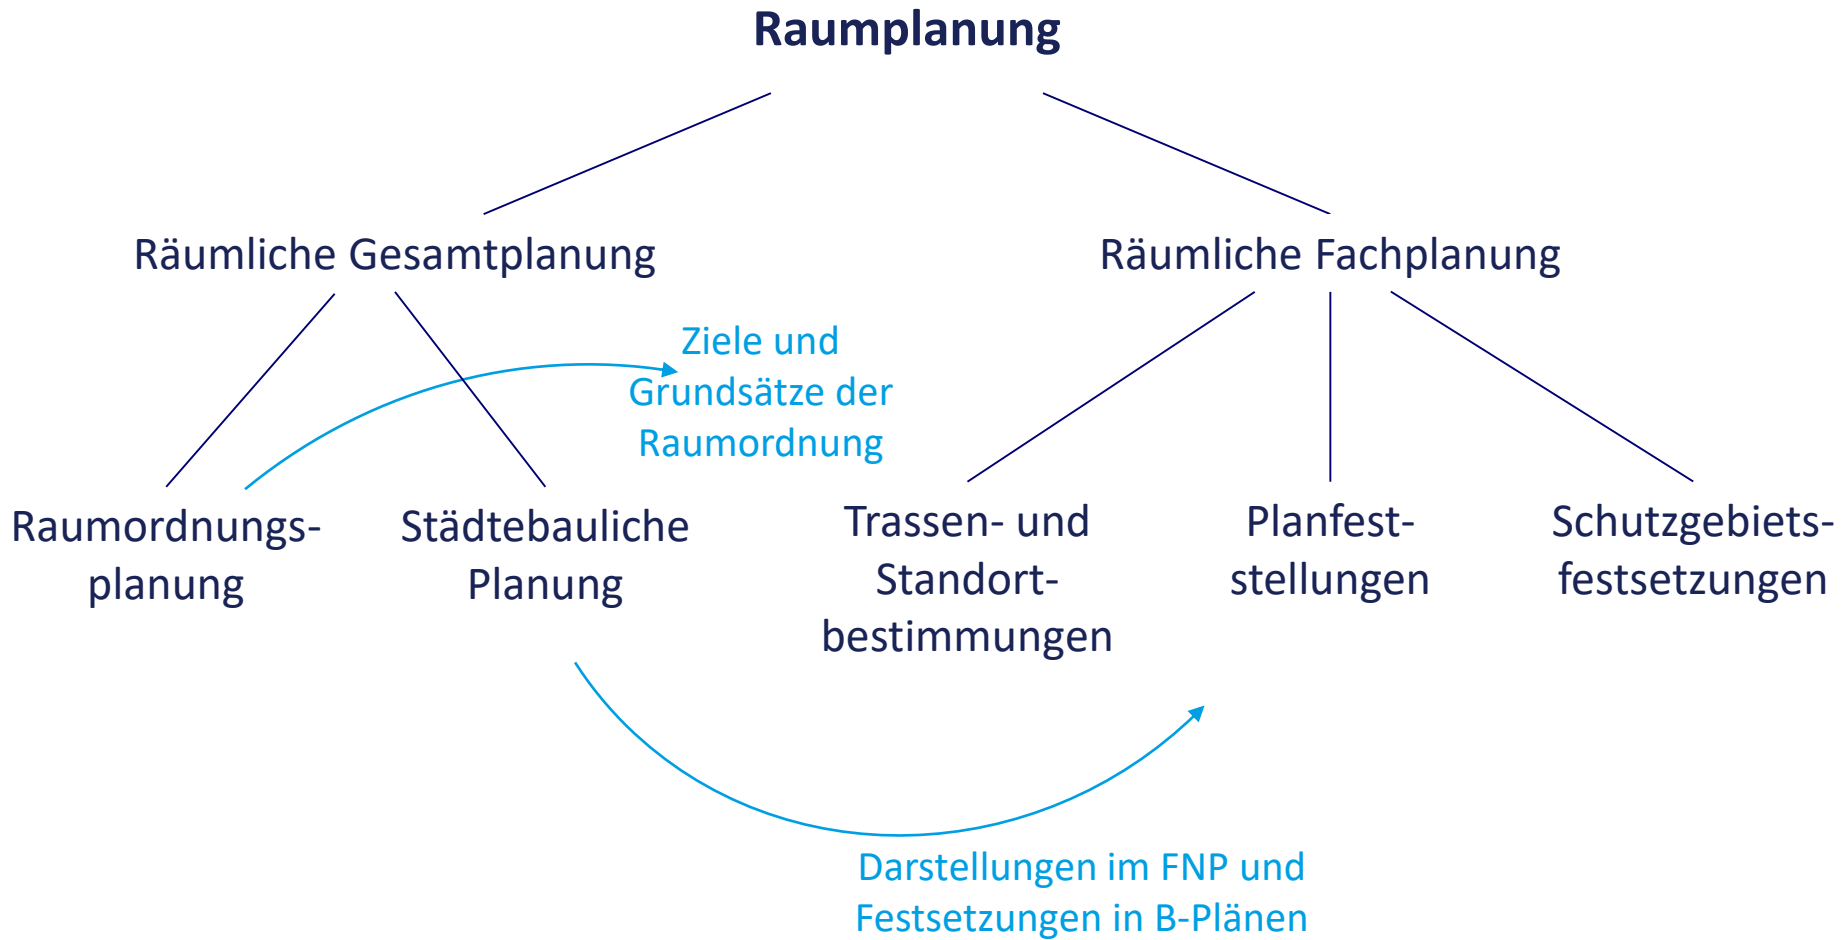 Raumplanung
Räumliche Gesamtplanung
Räumliche Fachplanung
Ziele und
Grundsätze der
Raumordnung
Raumordnungs-
planung
Städtebauliche
Planung
Trassen- und
Standort-
bestimmungen
Planfest-
stellungen
Schutzgebiets-
festsetzungen
Darstellungen im FNP und
Festsetzungen in B-Plänen